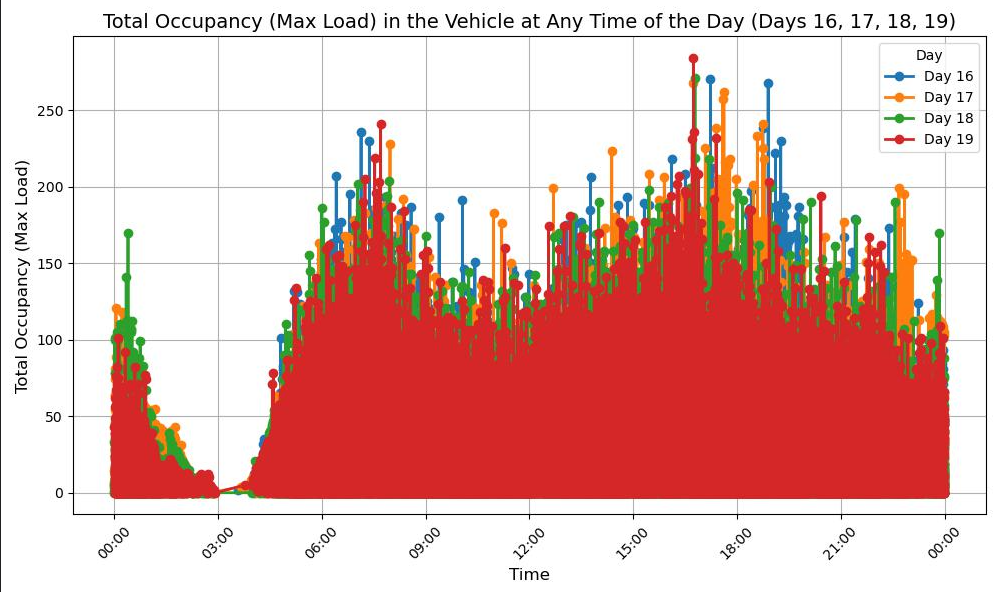 Total Occupancy (Max Load) in the Vehicle at Any Time of the Day (Days 16, 17, 18, 19)
Day
Day 16
Day 17
Day 18
Day 19
Total Occupancy (Max Load)
250
200
150
100
50
0
00:00
03:00
06:00
09:00
12:00
15:00
18:00
21:00
00:00
Time